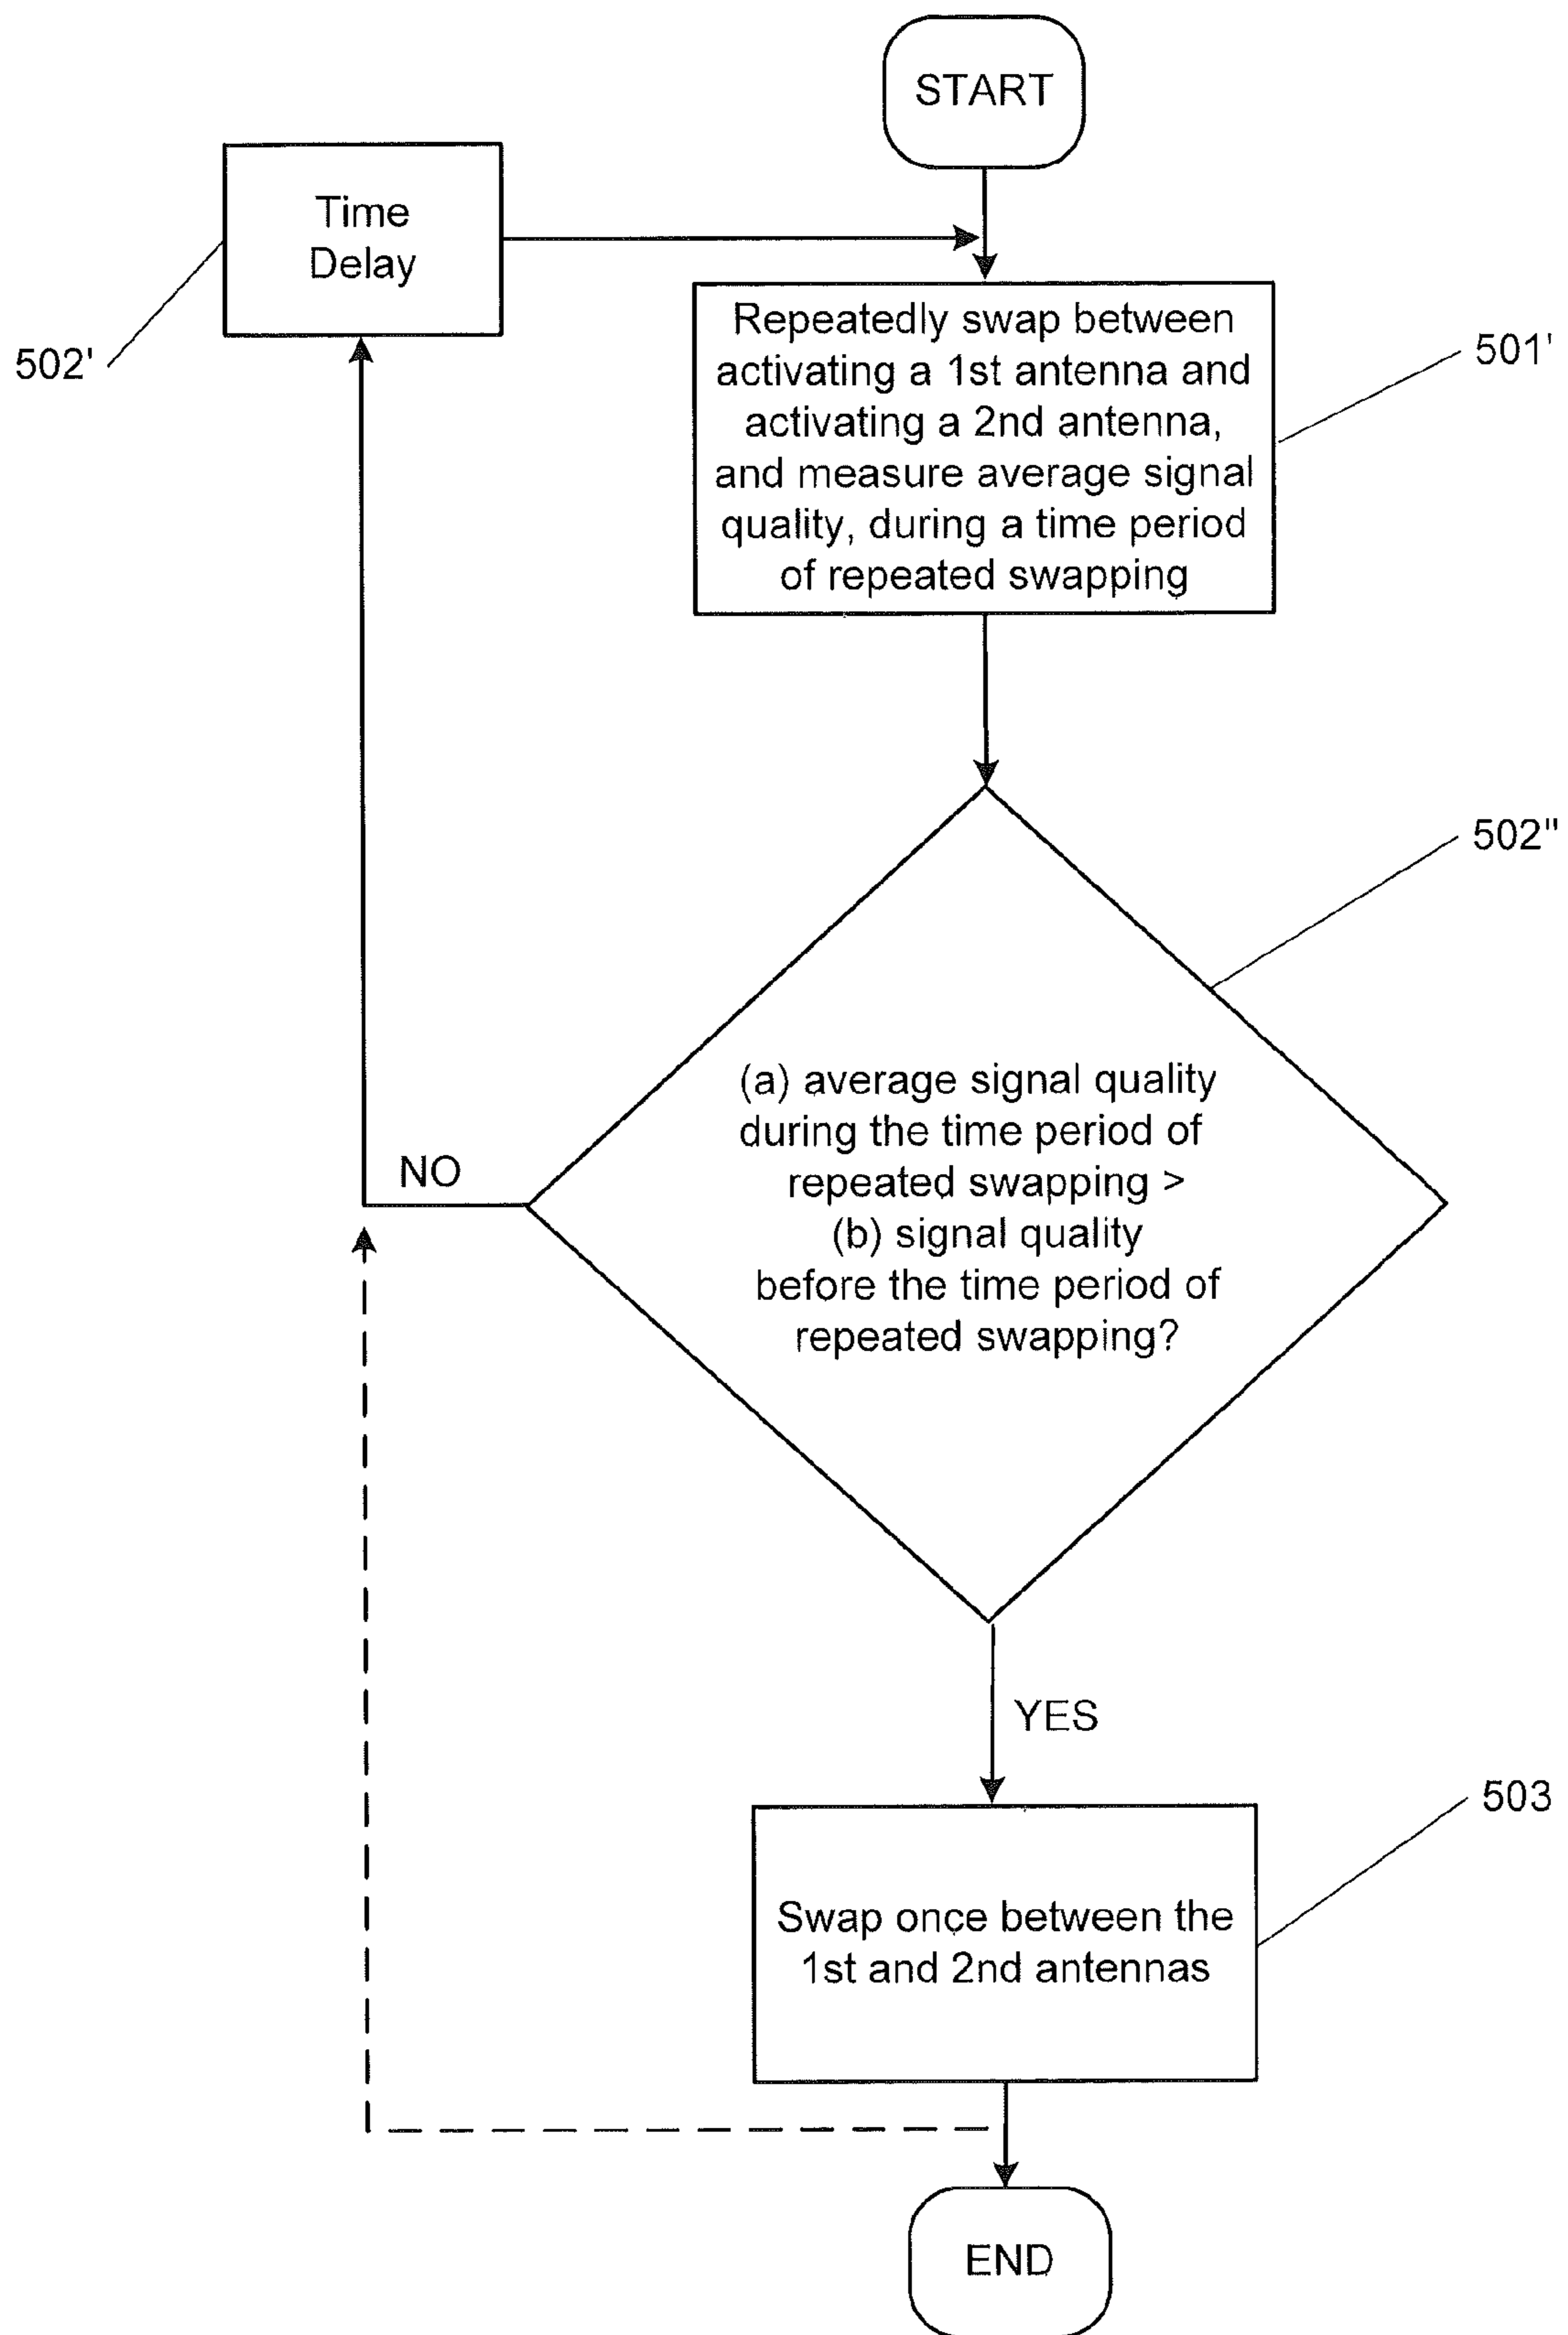 START
Time
Delay
502'
Repeatedly swap between
activating a 1st antenna and
activating a 2nd antenna,
and measure average signal
quality, during a time period
of repeated swapping
501'
502"
(a) average signal quality
during the time period of
repeated swapping >
(b) signal quality
before the time period of
repeated swapping?
NO
YES
503
Swap once between the
1st and 2nd antennas
END